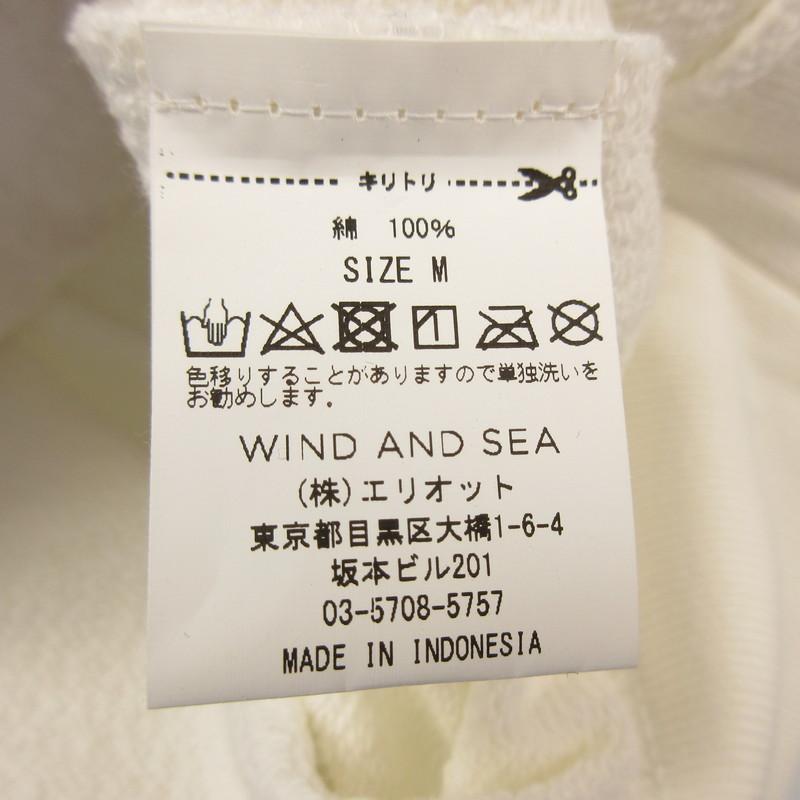 キリトリ
綿 100%
SIZE M
色移りすることがありますので単独洗いを
お勧めします。
WIND AND SEA
(株)エリオット
東京都目黒区大橋1-6-4
坂本ビル201
03-5708-5757
MADE IN INDONESIA